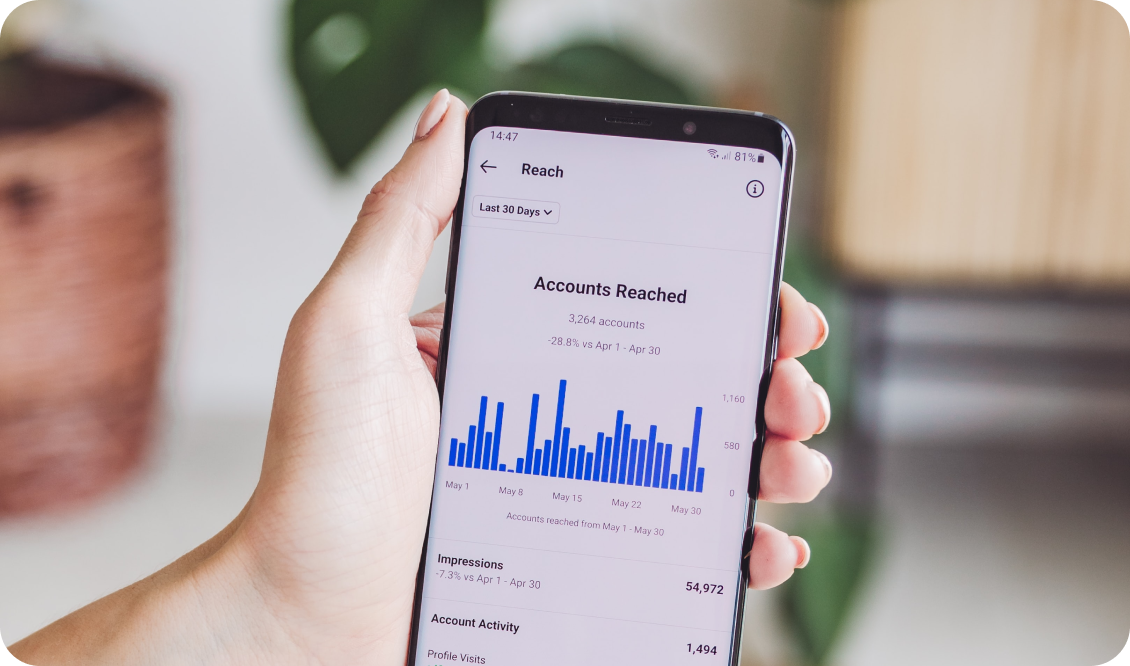 14:47
81%
Reach
Last 30 Days
Accounts Reached
3,264 accounts
-28.8% vs Apr 1 - Apr 30
1,160
580
0
May 1 May 8 May 15 May 22 May 30
Accounts reached from May 1 - May 30
Impressions
-7.3% vs Apr 1 - Apr 30
54,972
Account Activity
1,494
Profile Visits